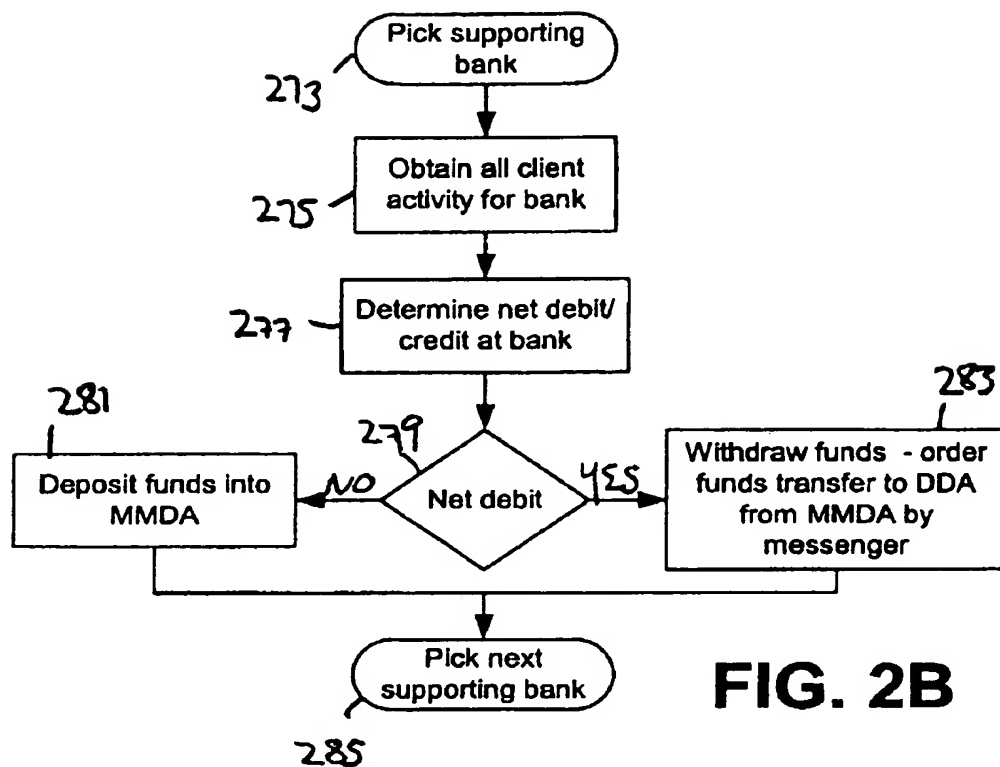 Pick supporting
bank
273
Obtain all client
activity for bank
275
Determine net debit/
credit at bank
277
281
279
283
Deposit funds into
MMDA
NO
Net debit
YES
Withdraw funds - order
funds transfer to DDA
from MMDA by
messenger
Pick next
supporting bank
285
FIG. 2B